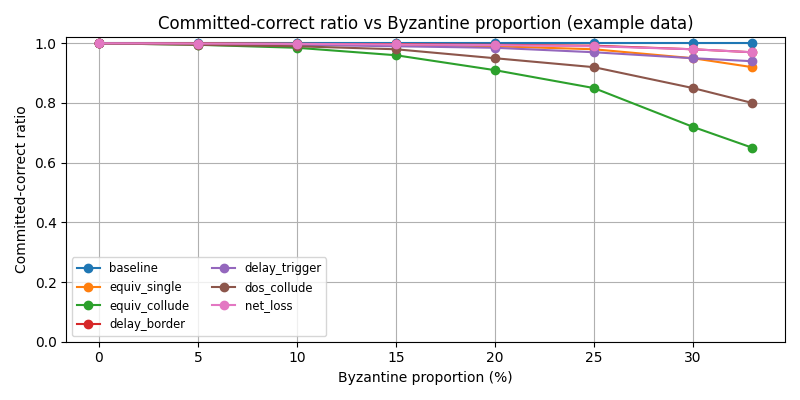 Committed-correct ratio vs Byzantine proportion (example data)
Committed-correct ratio
1.0
0.8
0.6
0.4
0.2
0.0
baseline
equiv_single
equiv_collude
delay_border
delay_trigger
dos_collude
net_loss
0 5 10 15 20 25 30
Byzantine proportion (%)